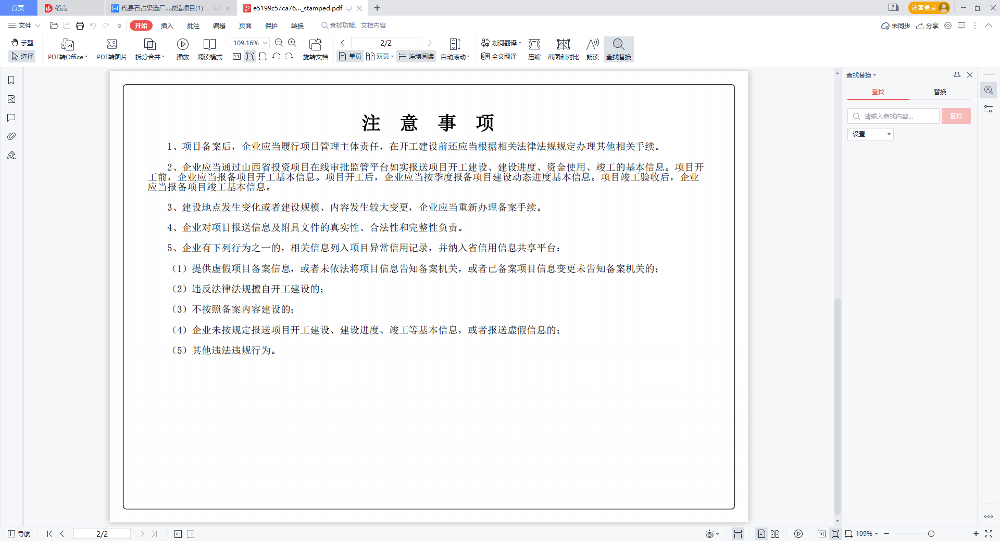 首页
稻壳
代县石占梁选厂...改造项目(1)
e5199c57ca76..._stamped.pdf
2
访客登录
文件
开始
插入
批注
编辑
页面
保护
转换
查找功能、文档内容
未同步
分享
手型
选择
PDF转Office
PDF转图片
拆分合并
播放
阅读模式
109.16%
1:1
旋转文档
2/2
单页
双页
连续阅读
自动滚动
划词翻译
全文翻译
压缩
截图和对比
朗读
查找替换
注 意 事 项
1、项目备案后，企业应当履行项目管理主体责任，在开工建设前还应当根据相关法律法规规定办理其他相关手续。
2、企业应当通过山西省投资项目在线审批监管平台如实报送项目开工建设、建设进度、资金使用、竣工的基本信息。项目开
工前，企业应当报备项目开工基本信息。项目开工后，企业应当按季度报备项目建设动态进度基本信息。项目竣工验收后，企业
应当报备项目竣工基本信息。
3、建设地点发生变化或者建设规模、内容发生较大变更，企业应当重新办理备案手续。
4、企业对项目报送信息及附具文件的真实性、合法性和完整性负责。
5、企业有下列行为之一的，相关信息列入项目异常信用记录，并纳入省信用信息共享平台：
（1）提供虚假项目备案信息，或者未依法将项目信息告知备案机关，或者已备案项目信息变更未告知备案机关的；
（2）违反法律法规擅自开工建设的；
（3）不按照备案内容建设的；
（4）企业未按规定报送项目开工建设、建设进度、竣工等基本信息，或者报送虚假信息的；
（5）其他违法违规行为。
查找替换
查找
替换
请输入查找内容...
查找
设置
导航
2/2
1:1
109%